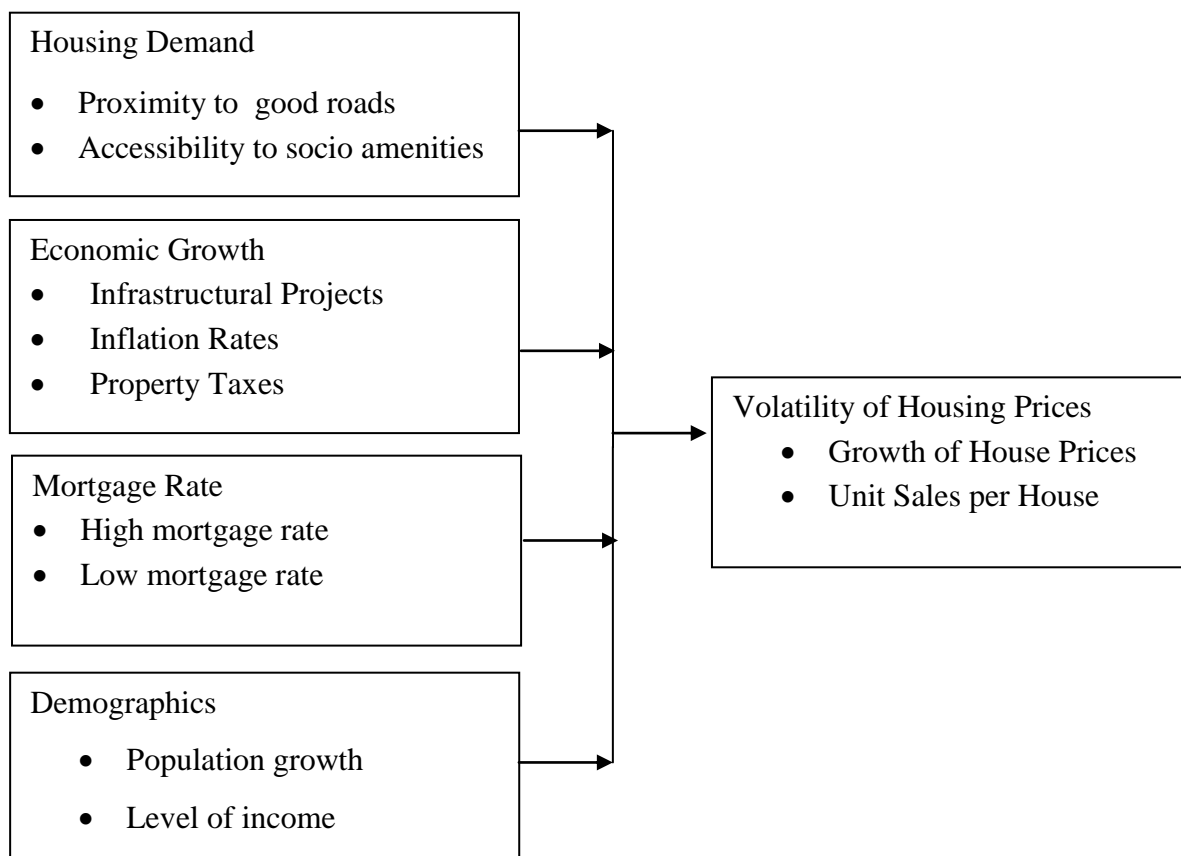 Housing Demand
• Proximity to good roads
• Accessibility to socio amenities
Economic Growth
• Infrastructural Projects
• Inflation Rates
• Property Taxes
Mortgage Rate
• High mortgage rate
• Low mortgage rate
Demographics
• Population growth
• Level of income
Volatility of Housing Prices
• Growth of House Prices
• Unit Sales per House